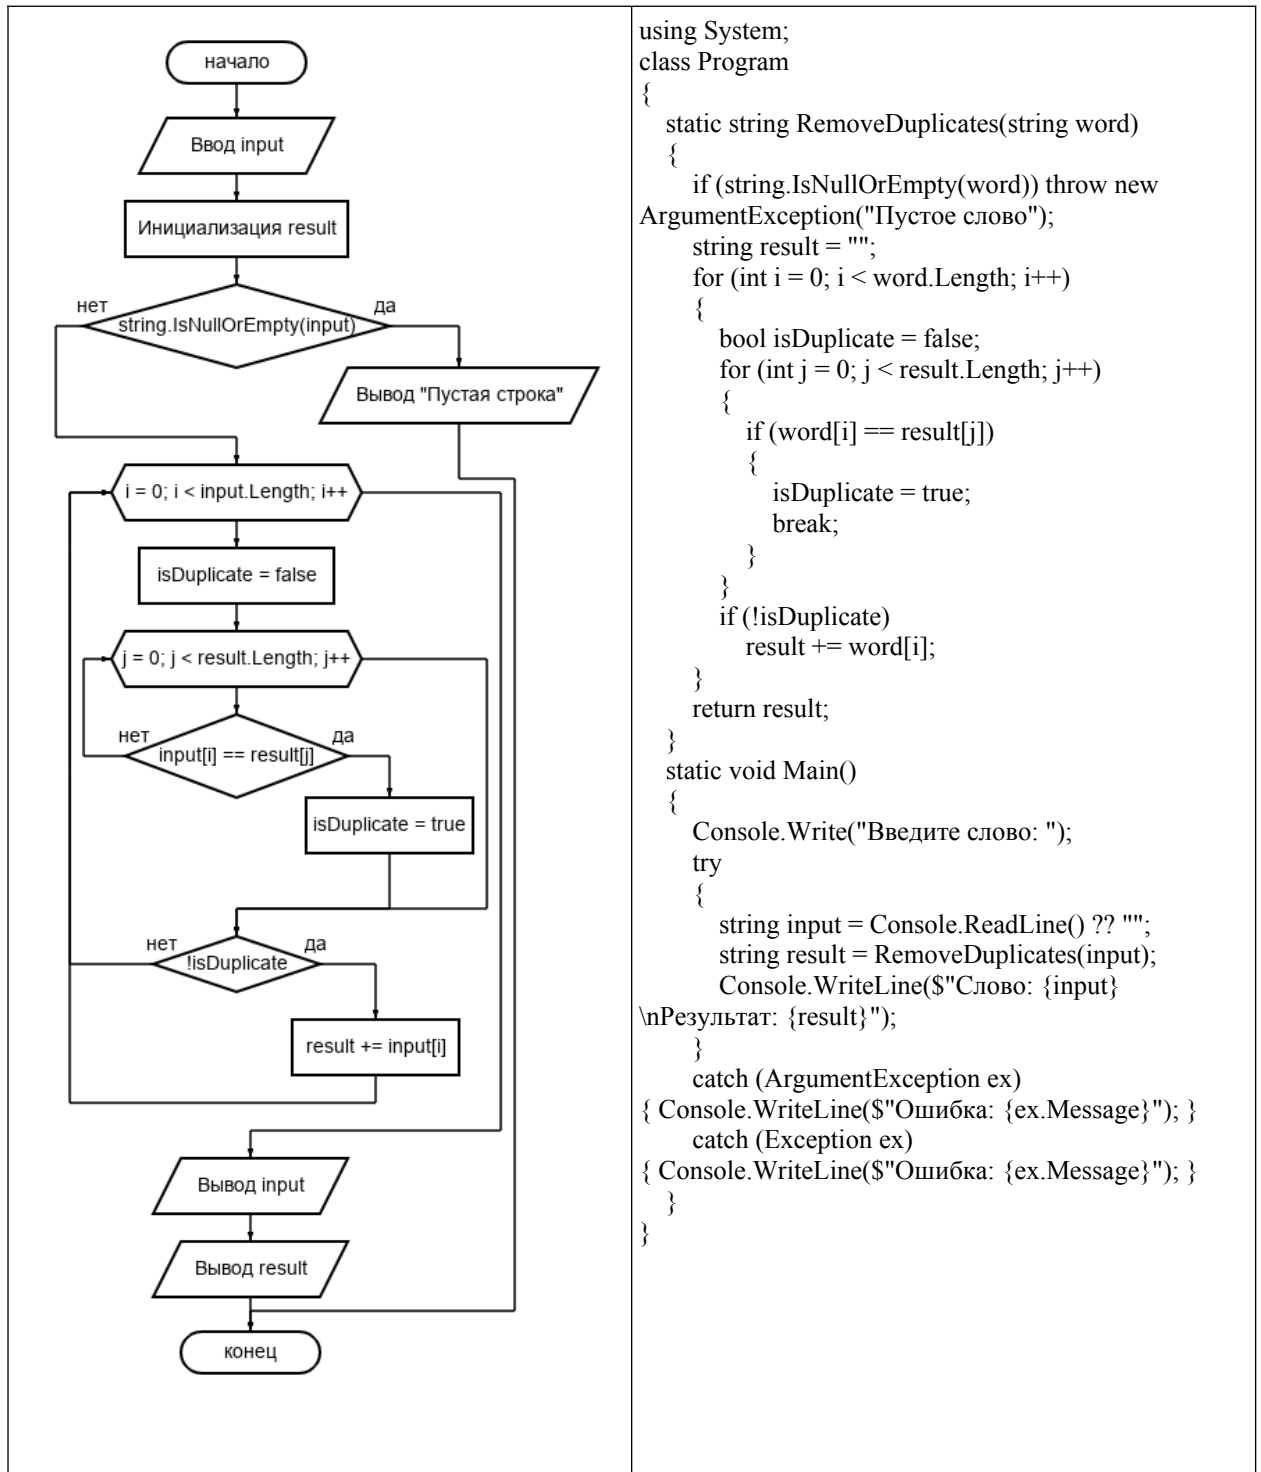 начало
Ввод input
Инициализация result
нет
да
string.IsNullOrEmpty(input)
Вывод "Пустая строка"
i = 0; i < input.Length; i++
isDuplicate = false
j = 0; j < result.Length; j++
нет
да
input[i] == result[j]
isDuplicate = true
нет
да
!isDuplicate
result += input[i]
Вывод input
Вывод result
конец
using System;
class Program
{
static string RemoveDuplicates(string word)
{
if (string.IsNullOrEmpty(word)) throw new
ArgumentException("Пустое слово");
string result = "";
for (int i = 0; i < word.Length; i++)
{
bool isDuplicate = false;
for (int j = 0; j < result.Length; j++)
{
if (word[i] == result[j])
{
isDuplicate = true;
break;
}
}
if (!isDuplicate)
result += word[i];
}
return result;
}
static void Main()
{
Console.Write("Введите слово: ");
try
{
string input = Console.ReadLine() ?? "";
string result = RemoveDuplicates(input);
Console.WriteLine($"Слово: {input}
\nРезультат: {result}");
}
catch (ArgumentException ex)
{ Console.WriteLine($"Ошибка: {ex.Message}"); }
catch (Exception ex)
{ Console.WriteLine($"Ошибка: {ex.Message}"); }
}
}